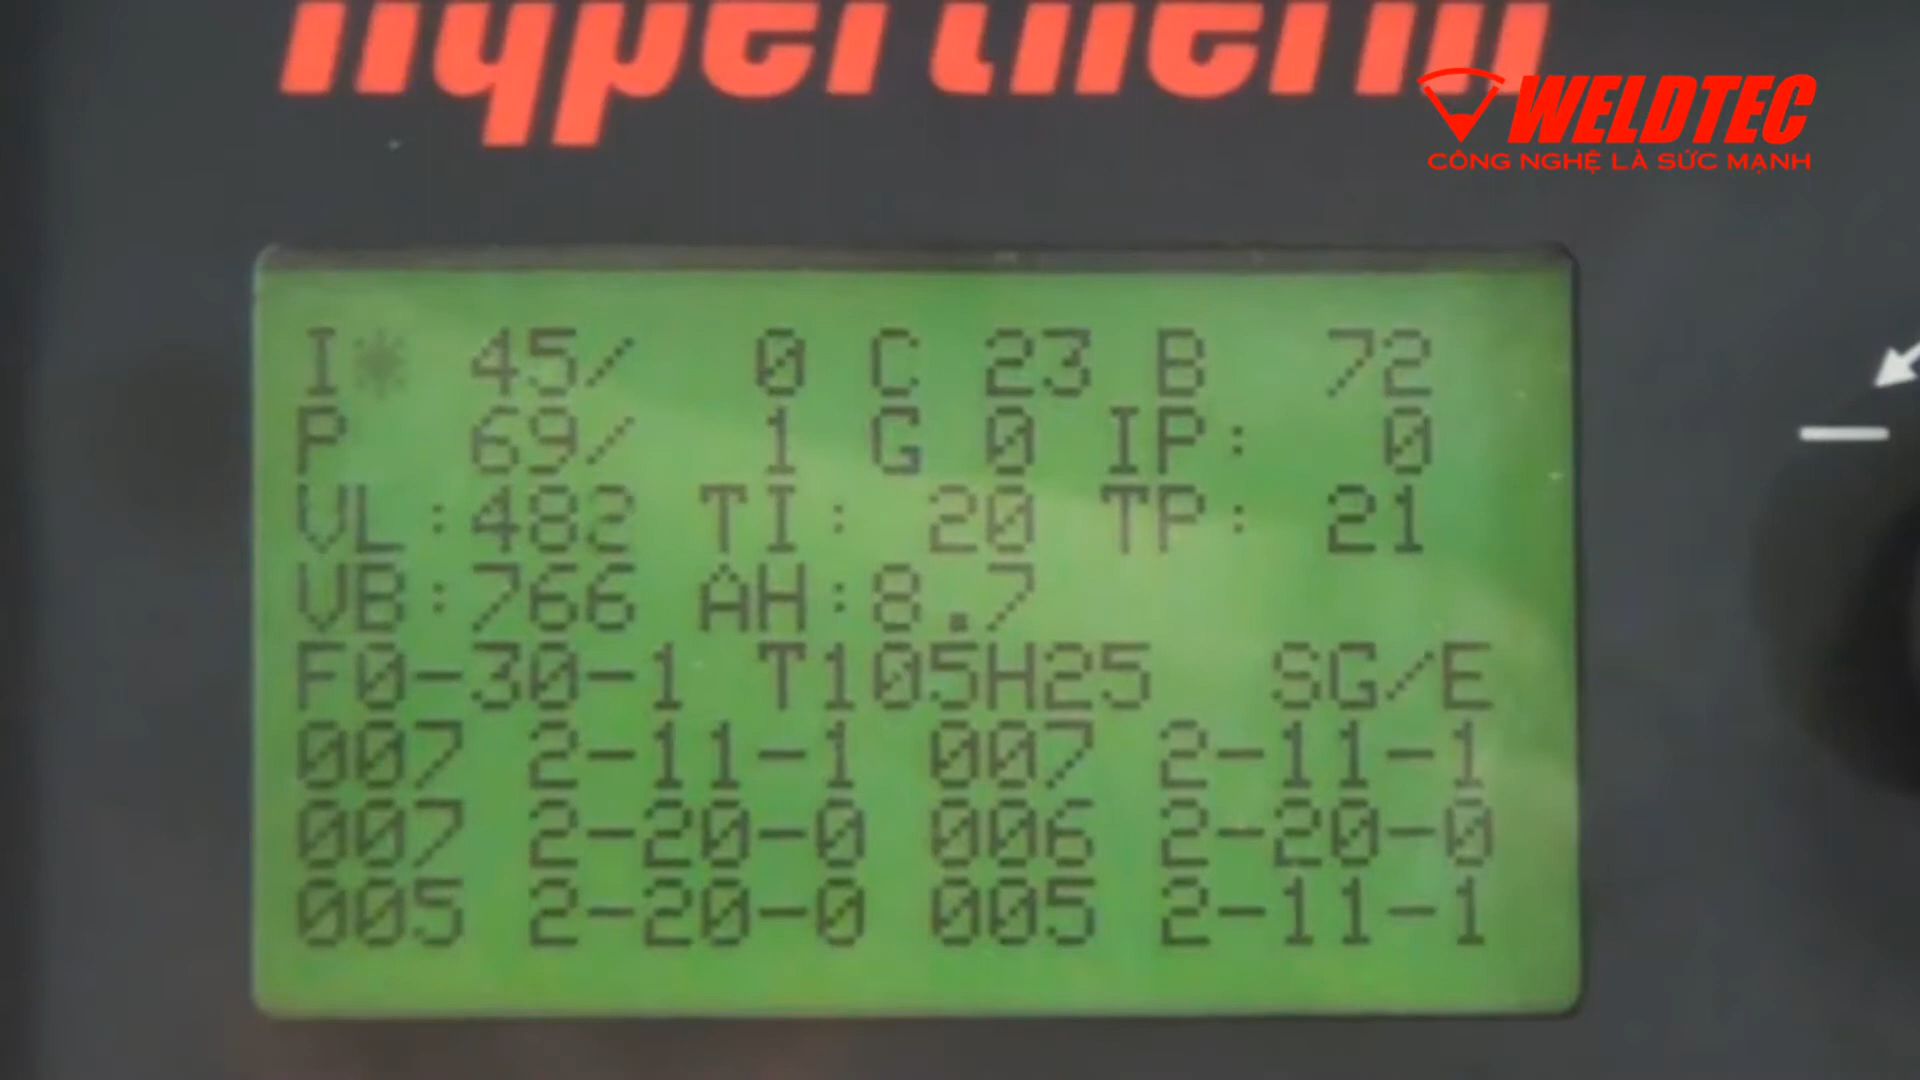 hypertherm
WELDTEC
CÔNG NGHỆ LÀ SỨC MẠNH
I* 45/ 0 C 23 B 72
P 69/ 1 G 0 IP: 0
VL:482 TI: 20 TP: 21
VB:766 AH:8.7
F0-30-1 T105H25 SG/E
007 2-11-1 007 2-11-1
007 2-20-0 006 2-20-0
005 2-20-0 005 2-11-1